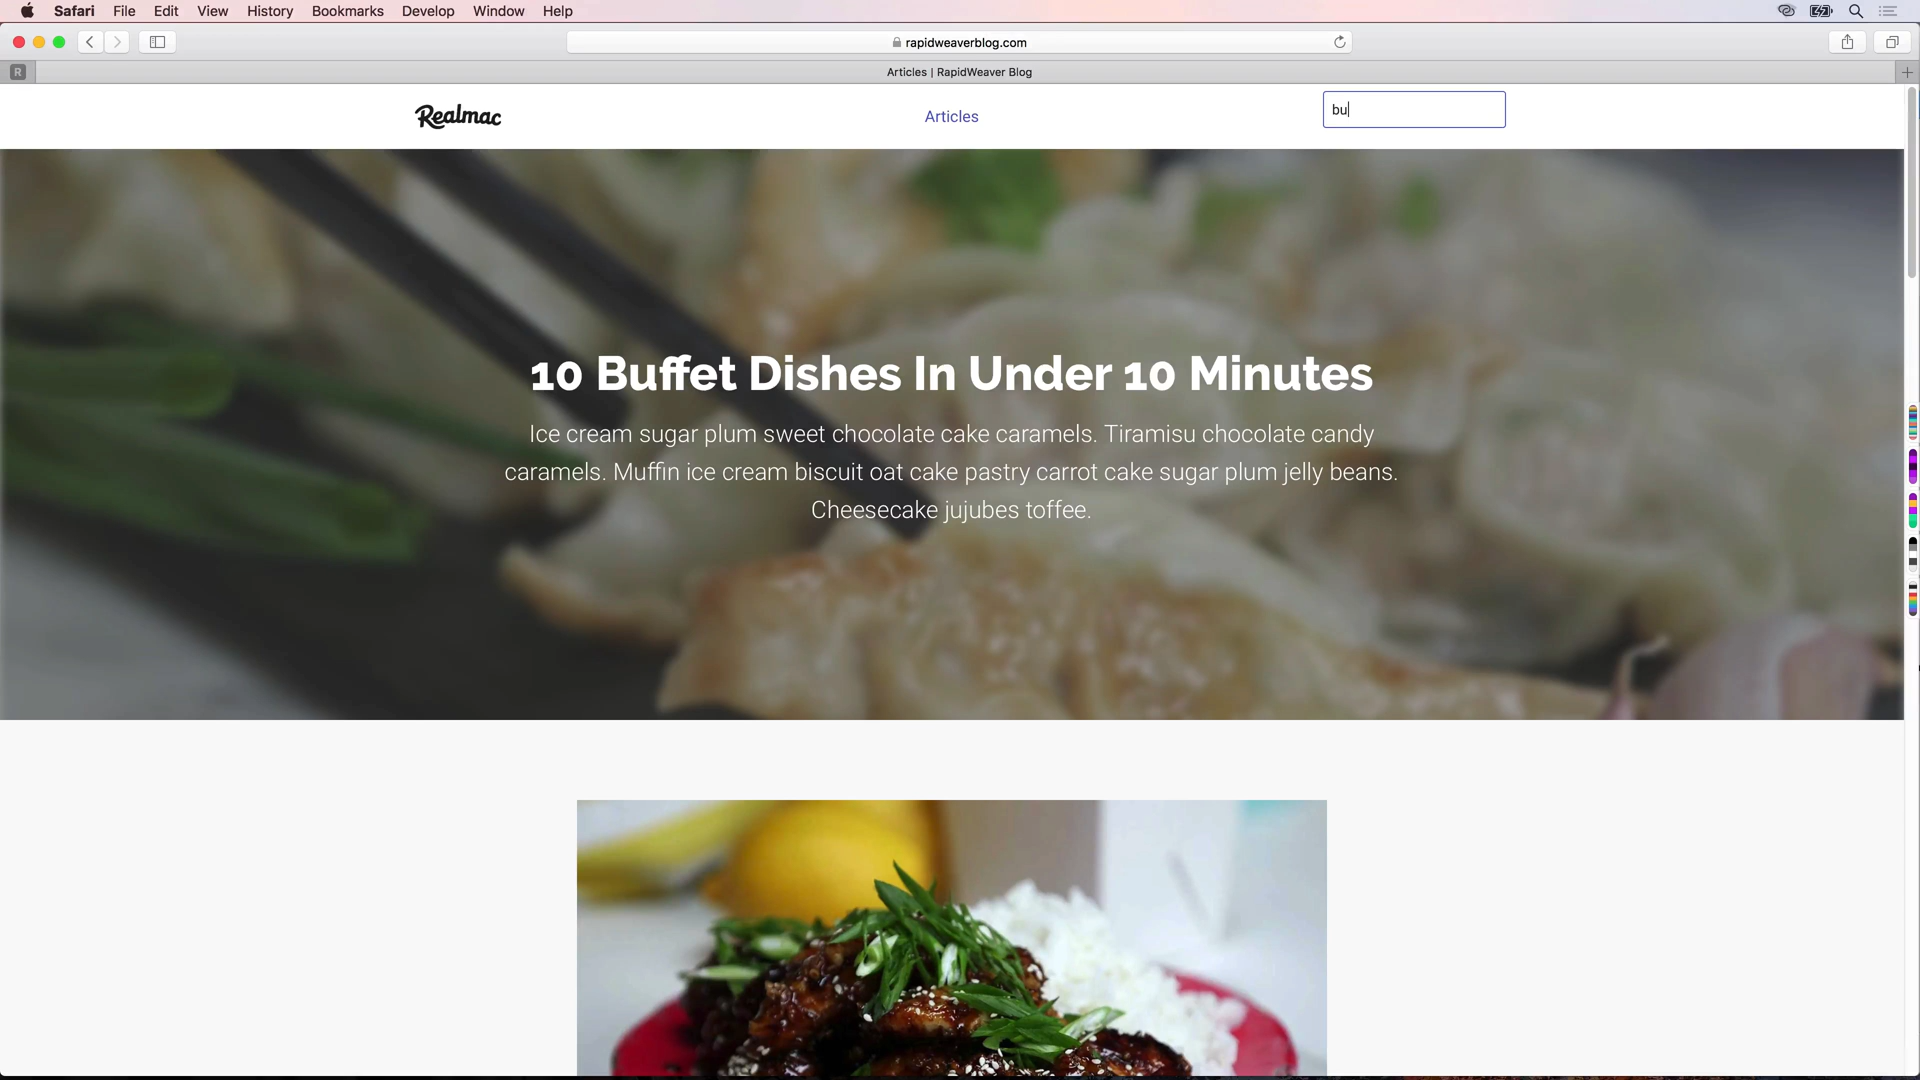 Safari File Edit View History Bookmarks Develop Window Help
rapidweaverblog.com
R
Articles | RapidWeaver Blog
Realmac
Articles
bu
10 Buffet Dishes In Under 10 Minutes
Ice cream sugar plum sweet chocolate cake caramels. Tiramisu chocolate candy
caramels. Muffin ice cream biscuit oat cake pastry carrot cake sugar plum jelly beans.
Cheesecake jujubes toffee.